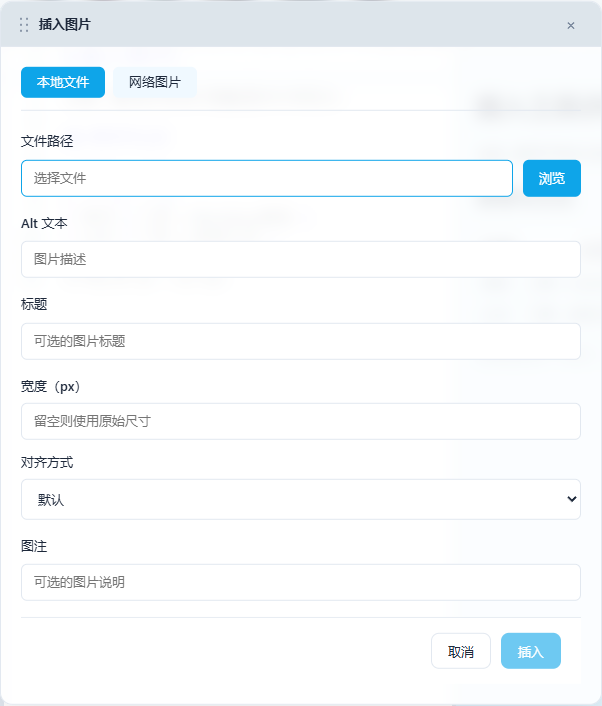 插入图片 ×
本地文件 网络图片
文件路径
选择文件 浏览
Alt 文本
图片描述
标题
可选的图片标题
宽度（px）
留空则使用原始尺寸
对齐方式
默认
图注
可选的图片说明
取消 插入